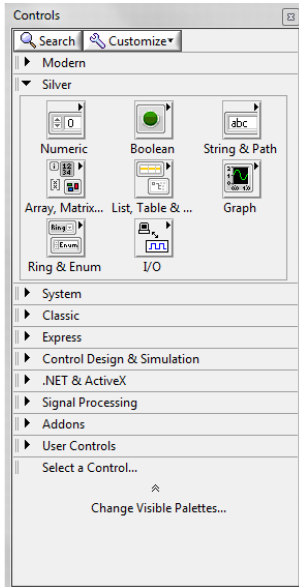 Controls
Search Customize
Modern
Silver
0 abc
Numeric Boolean String & Path
Array, Matrix... List, Table & ... Graph
Ring
Enum
Ring & Enum I/O
System
Classic
Express
Control Design & Simulation
.NET & ActiveX
Signal Processing
Addons
User Controls
Select a Control...
Change Visible Palettes...